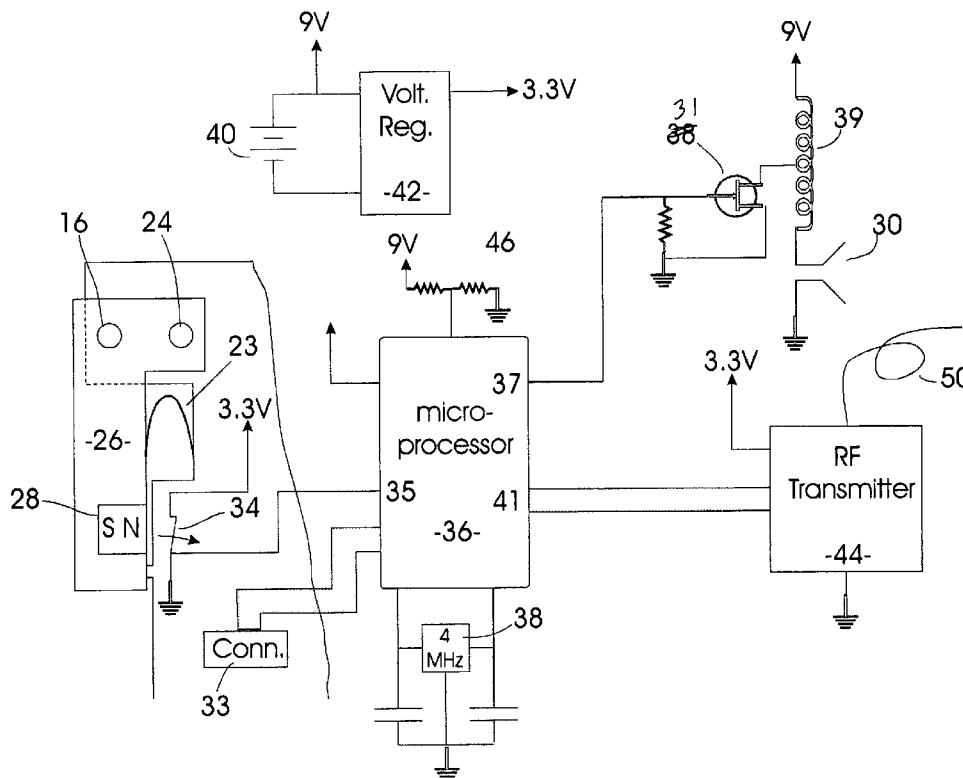 9V
Volt.
Reg.
-42-
3.3V
40
31
38
9V
39
30
16
24
9V
46
23
3.3V
-26-
28
S N
34
37
micro-
processor
35
41
-36-
3.3V
50
RF
Transmitter
-44-
Conn.
33
4
MHz
38